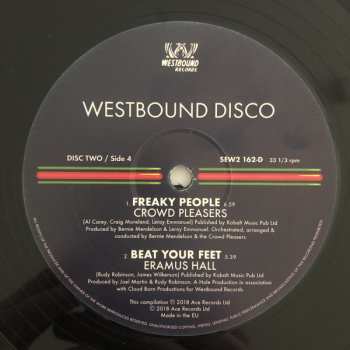 WESTBOUND
RECORDS
WESTBOUND DISCO
DISC TWO / Side 4
SEW2 162-D 33 1/3 rpm
1. FREAKY PEOPLE 6:59
CROWD PLEASERS
(Al Carey, Craig Moreland, Leroy Emmanuel) Published by Kobalt Music Pub Ltd
Produced by Bernie Mendelson & Leroy Emmanuel. Orchestrated, arranged &
conducted by Bernie Mendelson & the Crowd Pleasers.
2. BEAT YOUR FEET 5:39
ERAMUS HALL
(Rudy Robinson, James Wilkerson) Published by Kobalt Music Pub Ltd
Produced by Joel Martin & Rudy Robinson. A Hole Production in association
with Cloud Born Productions for Westbound Records.
This compilation ℗ 2018 Ace Records Ltd
© 2018 Ace Records Ltd
Made in the EU